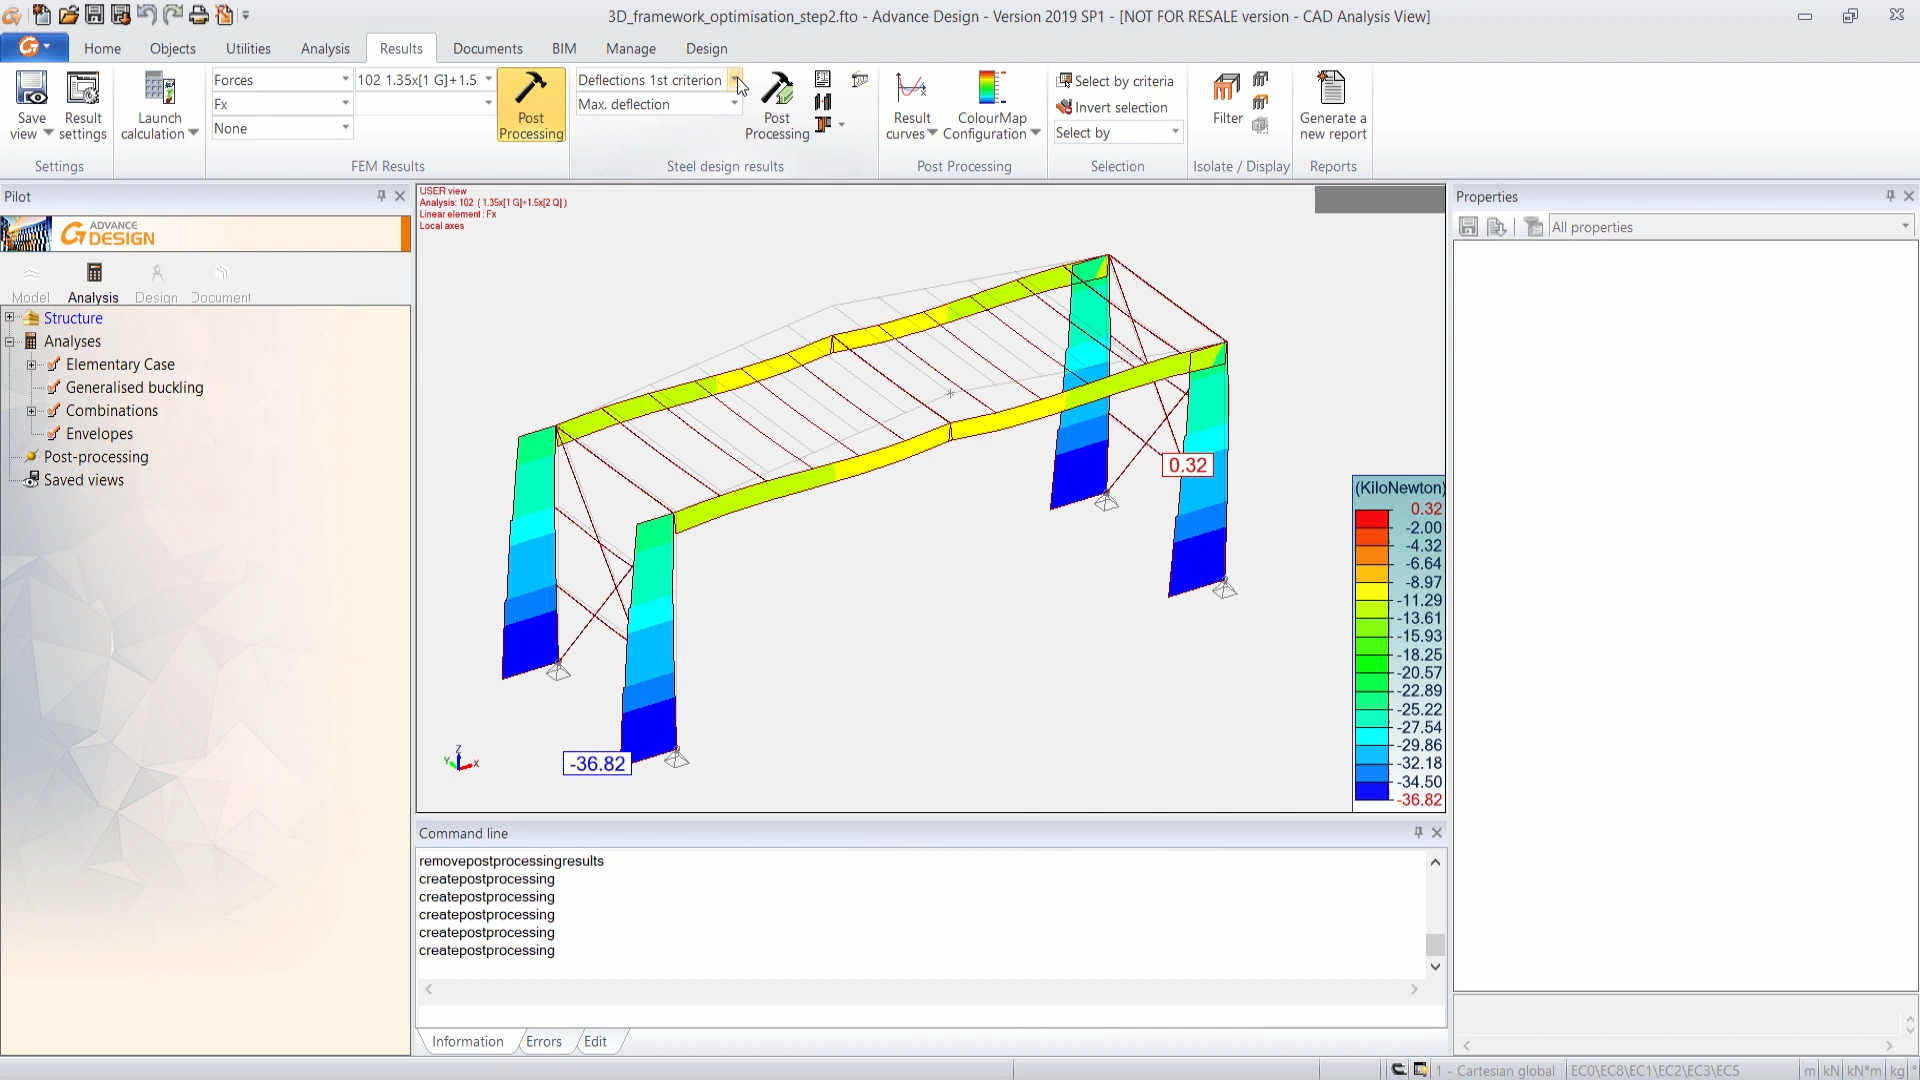 3D_framework_optimisation_step2.fto - Advance Design - Version 2019 SP1 - [NOT FOR RESALE version - CAD Analysis View]
Home
Objects
Utilities
Analysis
Results
Documents
BIM
Manage
Design
Save view
Result settings
Settings
Launch calculation
Forces
102 1.35x[1 G]+1.5
Fx
None
FEM Results
Post Processing
Deflections 1st criterion
Max. deflection
Post Processing
Steel design results
Result curves
ColourMap Configuration
Post Processing
Select by criteria
Invert selection
Select by
Selection
Filter
Isolate / Display
Generate a new report
Reports
Pilot
ADVANCE
DESIGN
Model
Analysis
Design
Document
Structure
Analyses
Elementary Case
Generalised buckling
Combinations
Envelopes
Post-processing
Saved views
USER view
Analysis: 102 ( 1.35x[1 G]+1.5x[2 Q] )
Linear element : Fx
Local axes
0.32
-36.82
Z
Y
X
(KiloNewton)
0.32
-2.00
-4.32
-6.64
-8.97
-11.29
-13.61
-15.93
-18.25
-20.57
-22.89
-25.22
-27.54
-29.86
-32.18
-34.50
-36.82
Command line
removepostprocessingresults
createpostprocessing
createpostprocessing
createpostprocessing
createpostprocessing
createpostprocessing
Information
Errors
Edit
Properties
All properties
1 - Cartesian global
EC0\EC8\EC1\EC2\EC3\EC5
m
kN
kN*m
kg
°